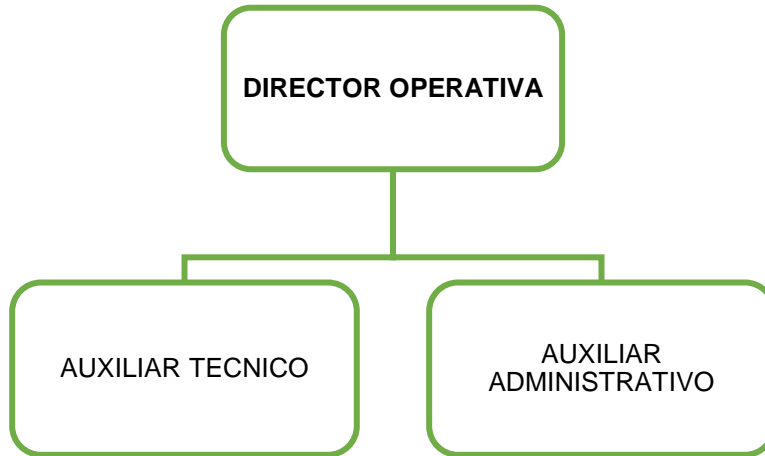 DIRECTOR OPERATIVA
AUXILIAR TECNICO
AUXILIAR
ADMINISTRATIVO